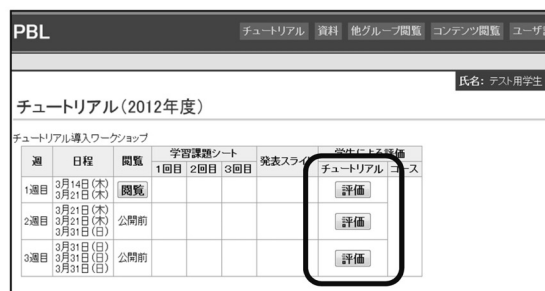 PBL
チュートリアル 資料 他グループ閲覧 コンテンツ閲覧 ユーザ
氏名: テスト用学生
チュートリアル(2012年度)
チュートリアル導入ワークショップ
週 日程 閲覧 学習課題シート 発表スライド 学生による評価
1回目 2回目 3回目 チュートリアル コース
1週目 3月14日(木) 3月21日(木) 閲覧 評価
2週目 3月21日(木) 3月21日(木) 3月31日(日) 公開前 評価
3週目 3月31日(日) 3月31日(日) 3月31日(日) 公開前 評価